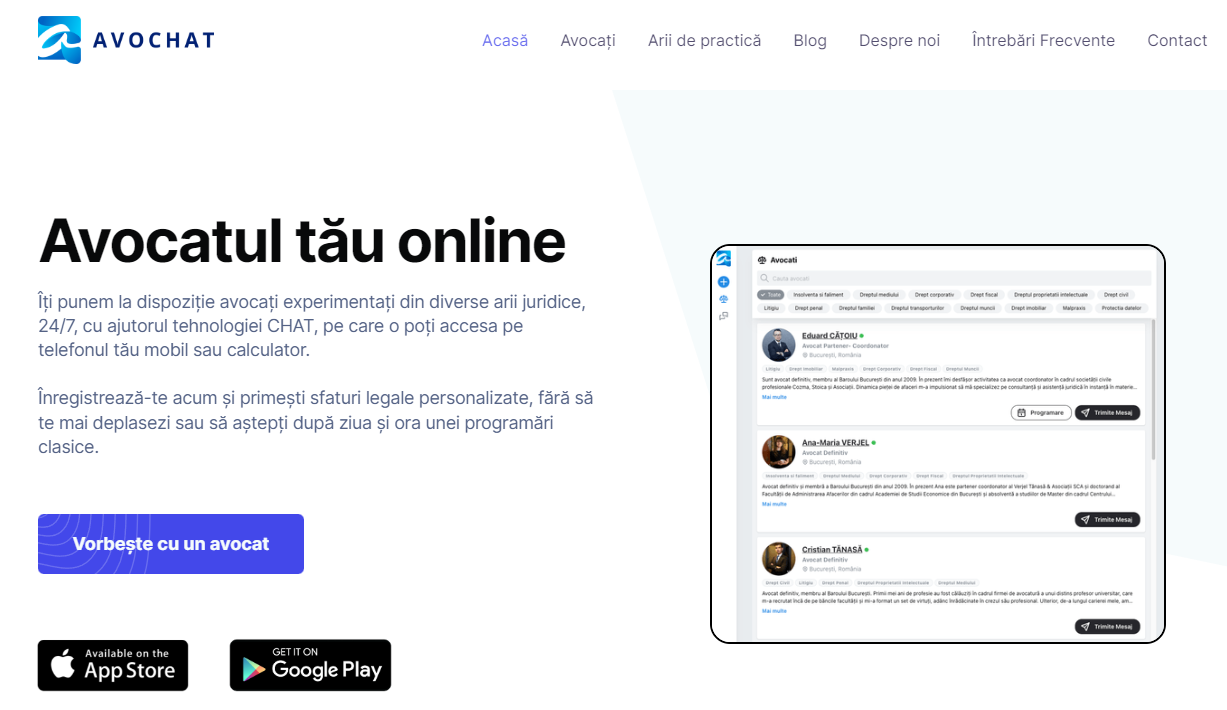 AVOCHAT
Acasă Avocați Arii de practică Blog Despre noi Întrebări Frecvente Contact
Avocatul tău online
Îți punem la dispoziție avocați experimentați din diverse arii juridice,
24/7, cu ajutorul tehnologiei CHAT, pe care o poți accesa pe
telefonul tău mobil sau calculator.
Înregistrează-te acum și primești sfaturi legale personalizate, fără să
te mai deplasezi sau să aștepți după ziua și ora unei programări
clasice.
Vorbește cu un avocat
Available on the
App Store
GET IT ON
Google Play
Avocati
Cauta avocati
Toate Insolventa si faliment Dreptul mediului Drept corporativ Drept fiscal Dreptul proprietatii intelectuale Drept civil
Litigiu Drept penal Dreptul familiei Dreptul transporturilor Dreptul muncii Drept imobiliar Malpraxis Protectia datelor
Eduard CĂȚOIU
Avocat Partener- Coordonator
București, România
Litigiu Drept Imobiliar Malpraxis Drept Corporativ Drept Fiscal Dreptul Muncii
Sunt avocat definitiv, membru al Baroului București din anul 2009. În prezent îmi desfășor activitatea ca avocat coordonator în cadrul societății civile
profesionale Cozma, Stoica și Asociații. Dinamica pieței de afaceri m-a impulsionat să mă specializez pe consultanță și asistență juridică în instanță în materie...
Mai multe
Programare Trimite Mesaj
Ana-Maria VERJEL
Avocat Definitiv
București, România
Insolventa si faliment Dreptul Mediului Drept Corporativ Drept Fiscal Dreptul Proprietatii Intelectuale
Avocat definitiv și membră a Baroului București din anul 2009. În prezent Ana este partener coordonator al Verjel Tănasă & Asociații SCA și doctorand al
Facultății de Administrarea Afacerilor din cadrul Academiei de Studii Economice din București și absolventă a studiilor de Master din cadrul Centrului...
Trimite Mesaj
Mai multe
Cristian TĂNASĂ
Avocat Definitiv
București, România
Drept Civil Litigiu Drept Penal Dreptul Proprietatii Intelectuale Dreptul Mediului
Avocat definitiv, membru al Baroului București. Primii mei ani de profesie au fost călăuziți în cadrul firmei de avocatură a unui distins profesor universitar, care
m-a recrutat încă de pe băncile facultății și mi-a format un set de virtuți, adânc înrădăcinate în crezul său profesional. Ulterior, de-a lungul carierei mele, am...
Mai multe
Trimite Mesaj